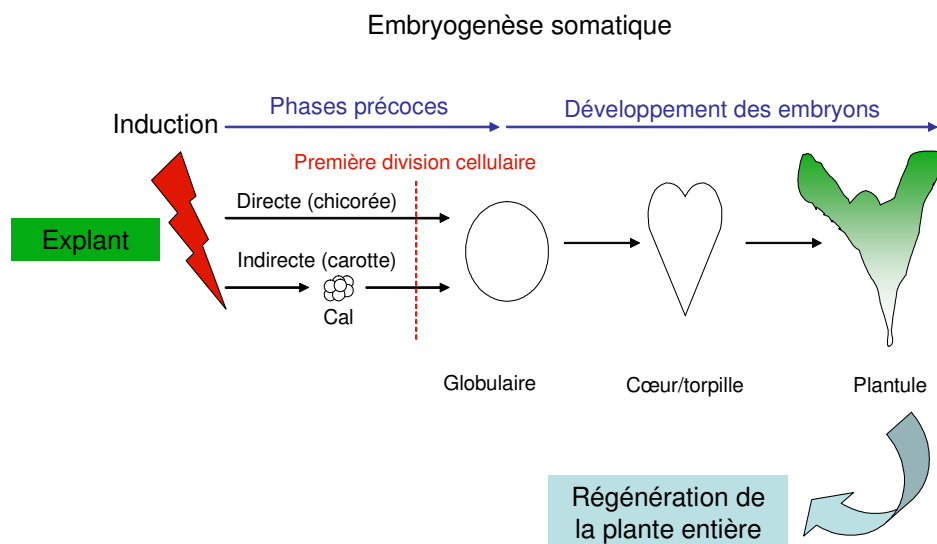 Embryogenèse somatique
Phases précoces
Développement des embryons
Induction
Première division cellulaire
Directe (chicorée)
Explant
Indirecte (carotte)
Cal
Globulaire
Cœur/torpille
Plantule
Régénération de
la plante entière